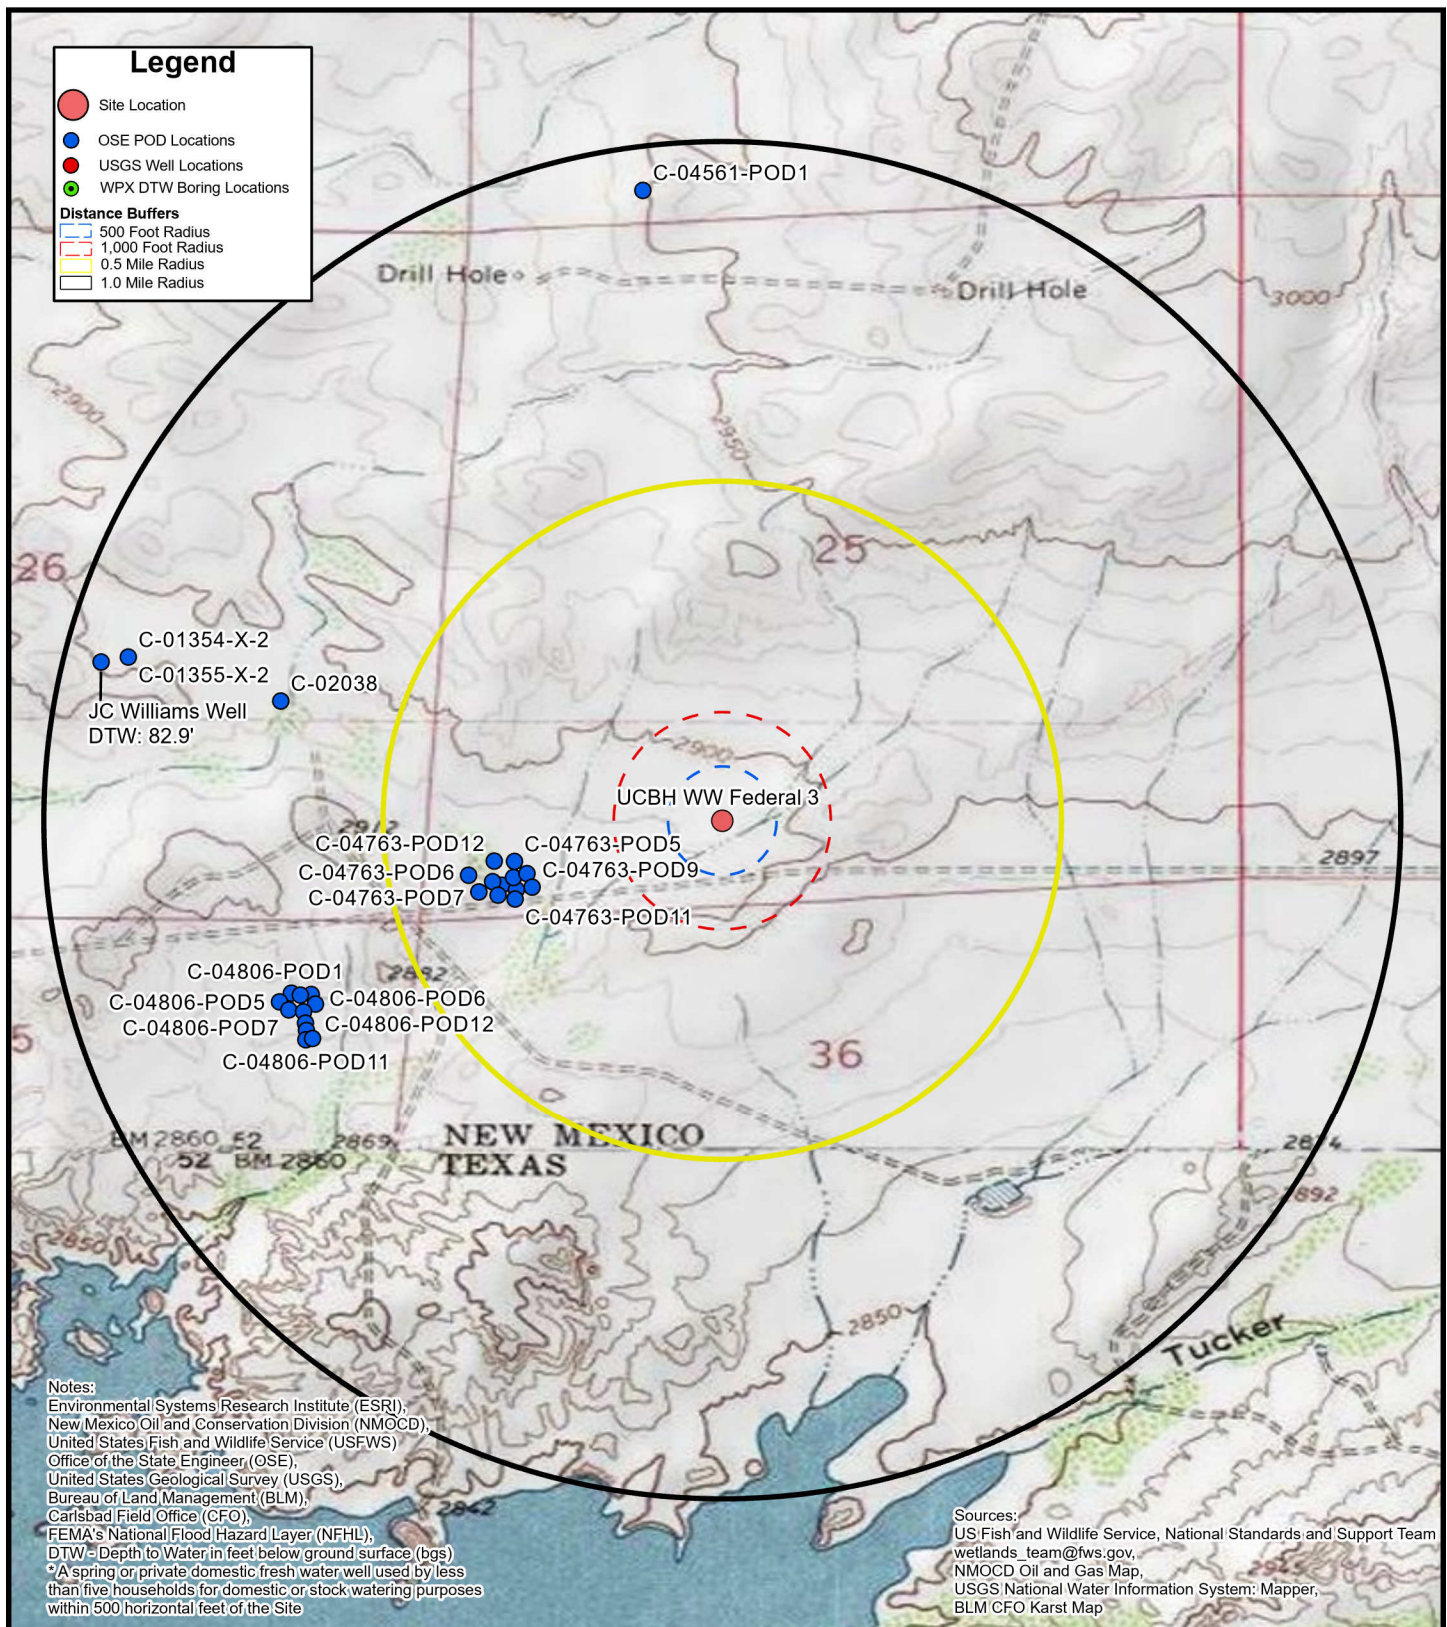 Legend
Site Location
OSE POD Locations
USGS Well Locations
WPX DTW Boring Locations
Distance Buffers
500 Foot Radius
1,000 Foot Radius
0.5 Mile Radius
1.0 Mile Radius
C-04561-POD1
Drill Hole
Drill Hole
3000
2900
2950
25
26
C-01354-X-2
C-01355-X-2
C-02038
JC Williams Well
DTW: 82.9'
2900
UCBH WW Federal 3
2912
C-04763-POD12
C-04763-POD5
C-04763-POD6
C-04763-POD9
C-04763-POD7
C-04763-POD11
2897
C-04806-POD1
2882
C-04806-POD5
C-04806-POD6
C-04806-POD7
C-04806-POD12
C-04806-POD11
5
36
NEW MEXICO
TEXAS
BM 2860 52
52 BM 2860
2869
2874
2892
2850
2850
Tucker
2842
Notes:
Environmental Systems Research Institute (ESRI),
New Mexico Oil and Conservation Division (NMOCD),
United States Fish and Wildlife Service (USFWS)
Office of the State Engineer (OSE),
United States Geological Survey (USGS),
Bureau of Land Management (BLM),
Carlsbad Field Office (CFO),
FEMA's National Flood Hazard Layer (NFHL),
DTW - Depth to Water in feet below ground surface (bgs)
* A spring or private domestic fresh water well used by less
than five households for domestic or stock watering purposes
within 500 horizontal feet of the Site
Sources:
US Fish and Wildlife Service, National Standards and Support Team
wetlands_team@fws.gov,
NMOCD Oil and Gas Map,
USGS National Water Information System: Mapper,
BLM CFO Karst Map